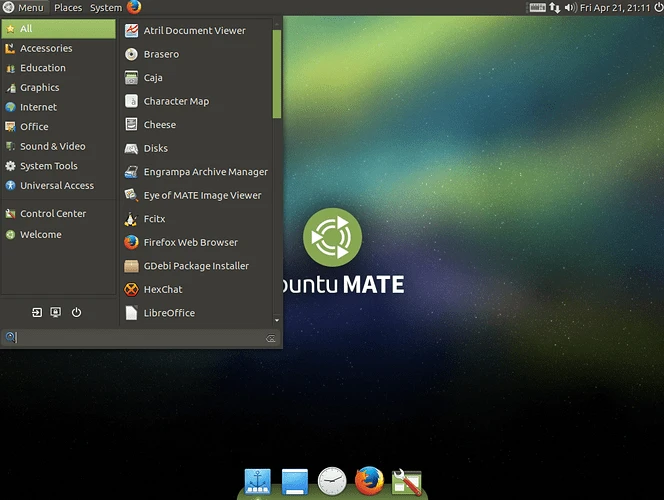 Menu Places System
Fri Apr 21, 21:11
All
Accessories
Education
Graphics
Internet
Office
Sound & Video
System Tools
Universal Access
Control Center
Welcome
Atril Document Viewer
Brasero
Caja
Character Map
Cheese
Disks
Engrampa Archive Manager
Eye of MATE Image Viewer
Fcitx
Firefox Web Browser
GDebi Package Installer
HexChat
LibreOffice
buntu MATE